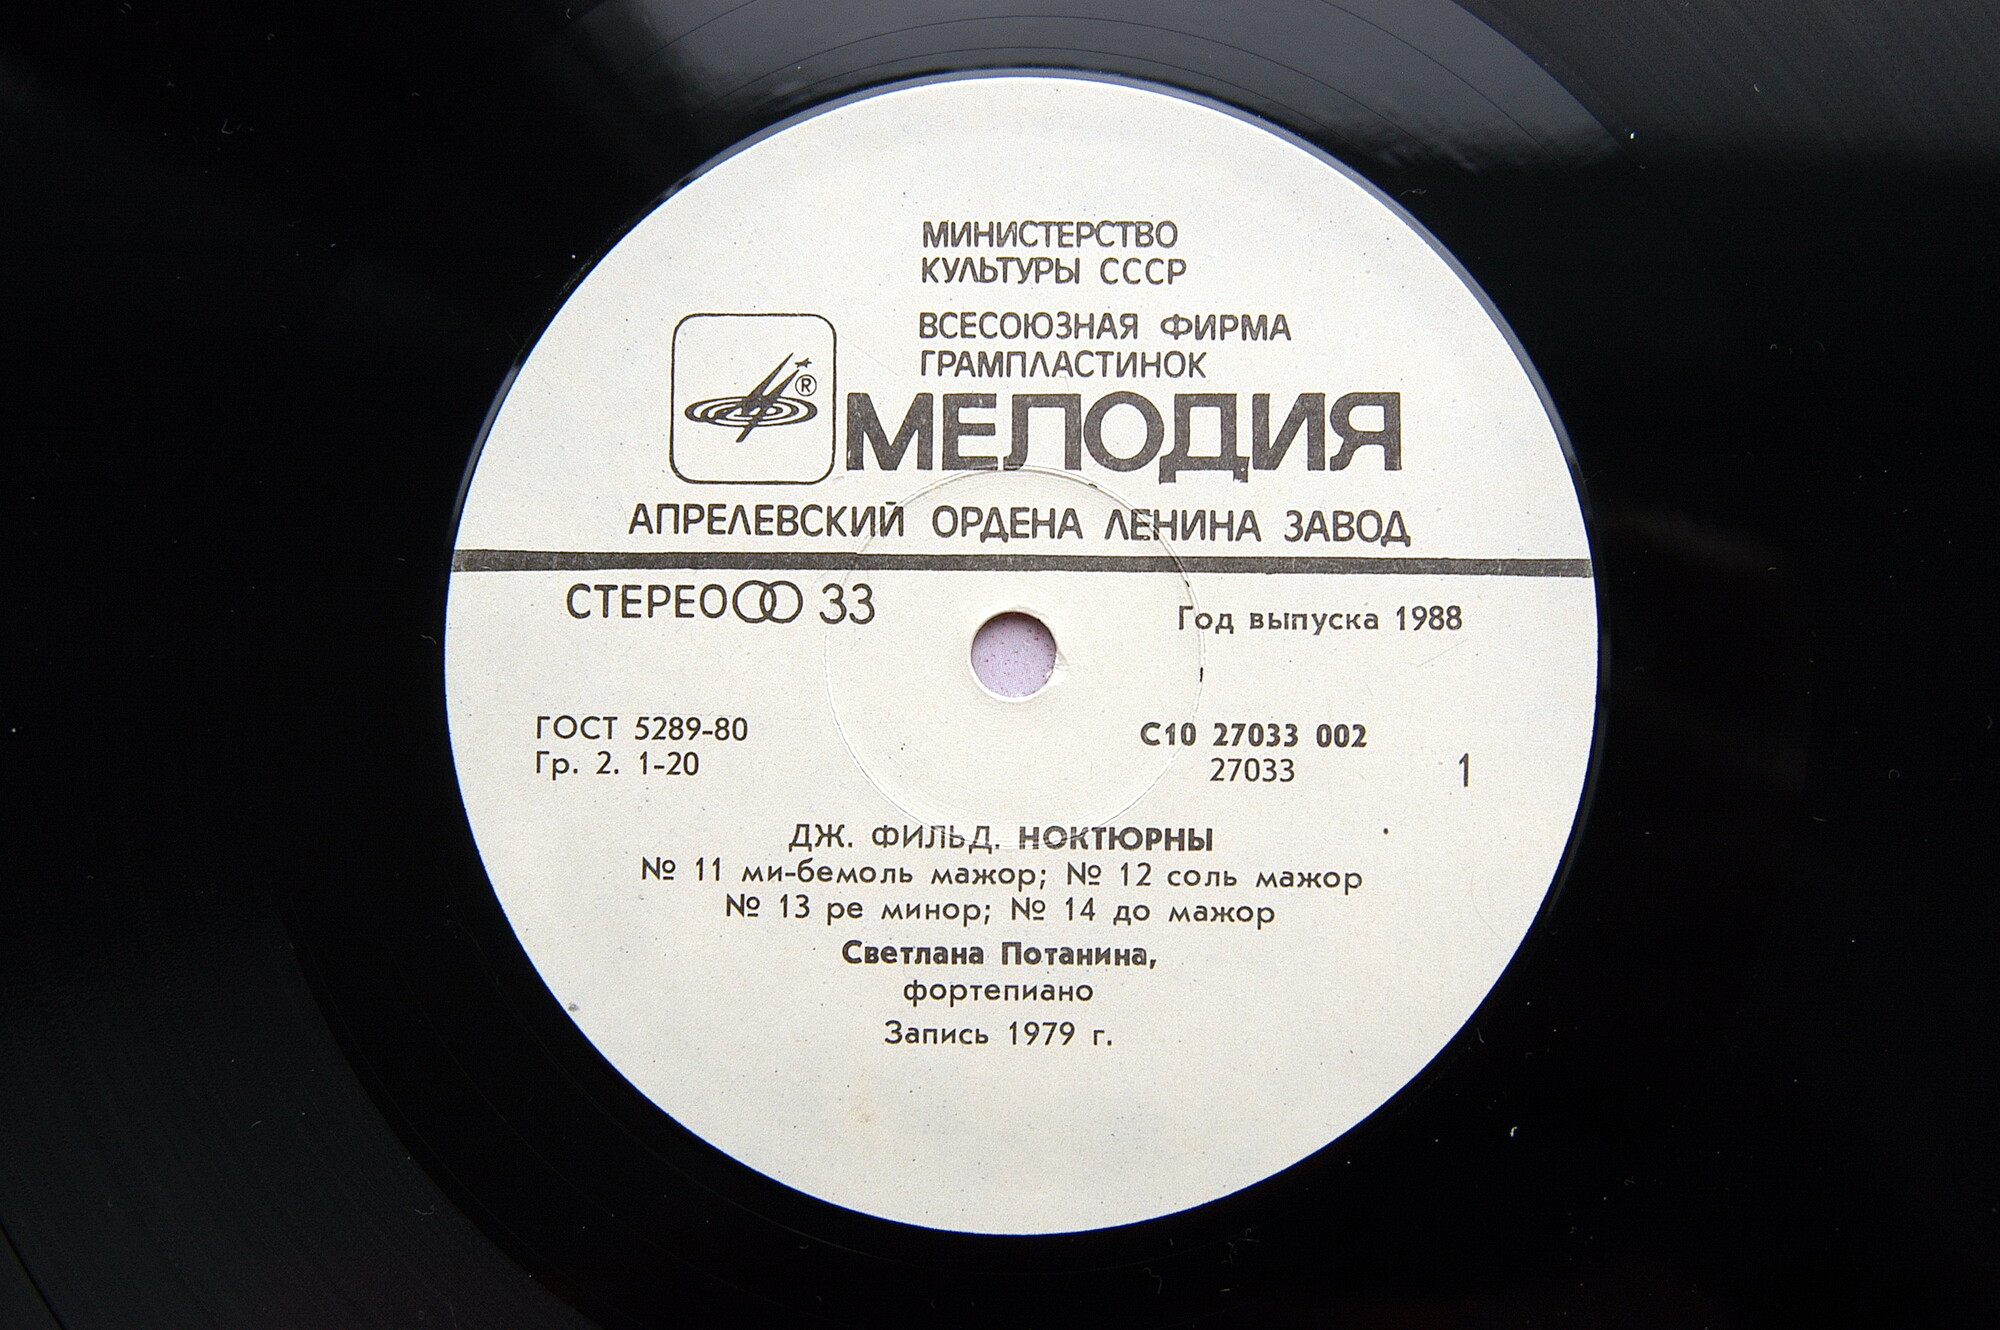 МИНИСТЕРСТВО
КУЛЬТУРЫ СССР
ВСЕСОЮЗНАЯ ФИРМА
ГРАМПЛАСТИНОК
®
МЕЛОДИЯ
АПРЕЛЕВСКИЙ ОРДЕНА ЛЕНИНА ЗАВОД
СТЕРЕО 33
Год выпуска 1988
ГОСТ 5289-80
Гр. 2. 1-20
С10 27033 002
27033
1
ДЖ. ФИЛЬД. НОКТЮРНЫ
№ 11 ми-бемоль мажор; № 12 соль мажор
№ 13 ре минор; № 14 до мажор
Светлана Потанина,
фортепиано
Запись 1979 г.